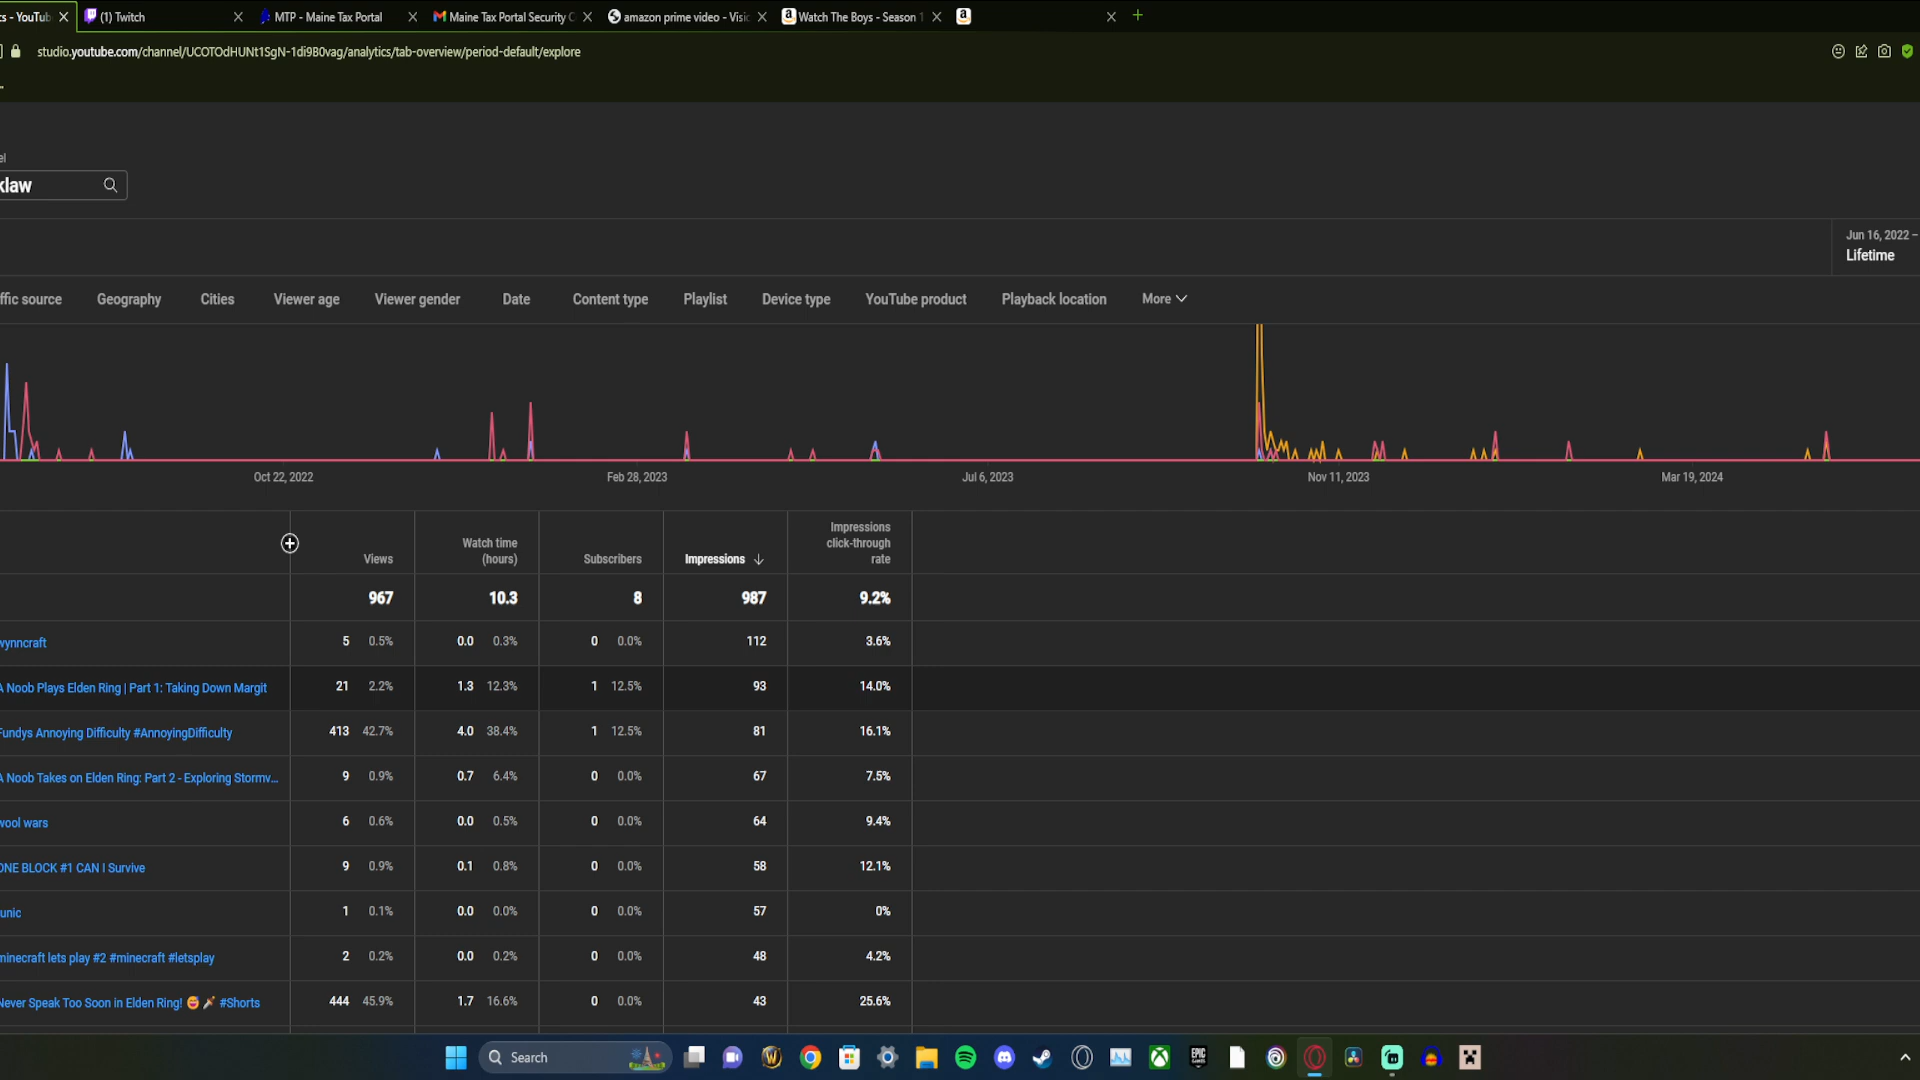 cs - YouTub
(1) Twitch
MTP - Maine Tax Portal
Maine Tax Portal Security C
amazon prime video - Visio
Watch The Boys - Season 1
studio.youtube.com/channel/UCOTOdHUNt1SgN-1di9B0vag/analytics/tab-overview/period-default/explore
el
klaw
Jun 16, 2022 –
Lifetime
ffic source
Geography
Cities
Viewer age
Viewer gender
Date
Content type
Playlist
Device type
YouTube product
Playback location
More
Oct 22, 2022
Feb 28, 2023
Jul 6, 2023
Nov 11, 2023
Mar 19, 2024
Views
Watch time
(hours)
Subscribers
Impressions
Impressions
click-through
rate
967 10.3 8 987 9.2%
wynncraft 5 0.5% 0.0 0.3% 0 0.0% 112 3.6%
A Noob Plays Elden Ring | Part 1: Taking Down Margit 21 2.2% 1.3 12.3% 1 12.5% 93 14.0%
Fundys Annoying Difficulty #AnnoyingDifficulty 413 42.7% 4.0 38.4% 1 12.5% 81 16.1%
A Noob Takes on Elden Ring: Part 2 - Exploring Stormv... 9 0.9% 0.7 6.4% 0 0.0% 67 7.5%
wool wars 6 0.6% 0.0 0.5% 0 0.0% 64 9.4%
ONE BLOCK #1 CAN I Survive 9 0.9% 0.1 0.8% 0 0.0% 58 12.1%
unic 1 0.1% 0.0 0.0% 0 0.0% 57 0%
minecraft lets play #2 #minecraft #letsplay 2 0.2% 0.0 0.2% 0 0.0% 48 4.2%
Never Speak Too Soon in Elden Ring! 😅 🗡️ #Shorts 444 45.9% 1.7 16.6% 0 0.0% 43 25.6%
Search
EPIC
GAMES